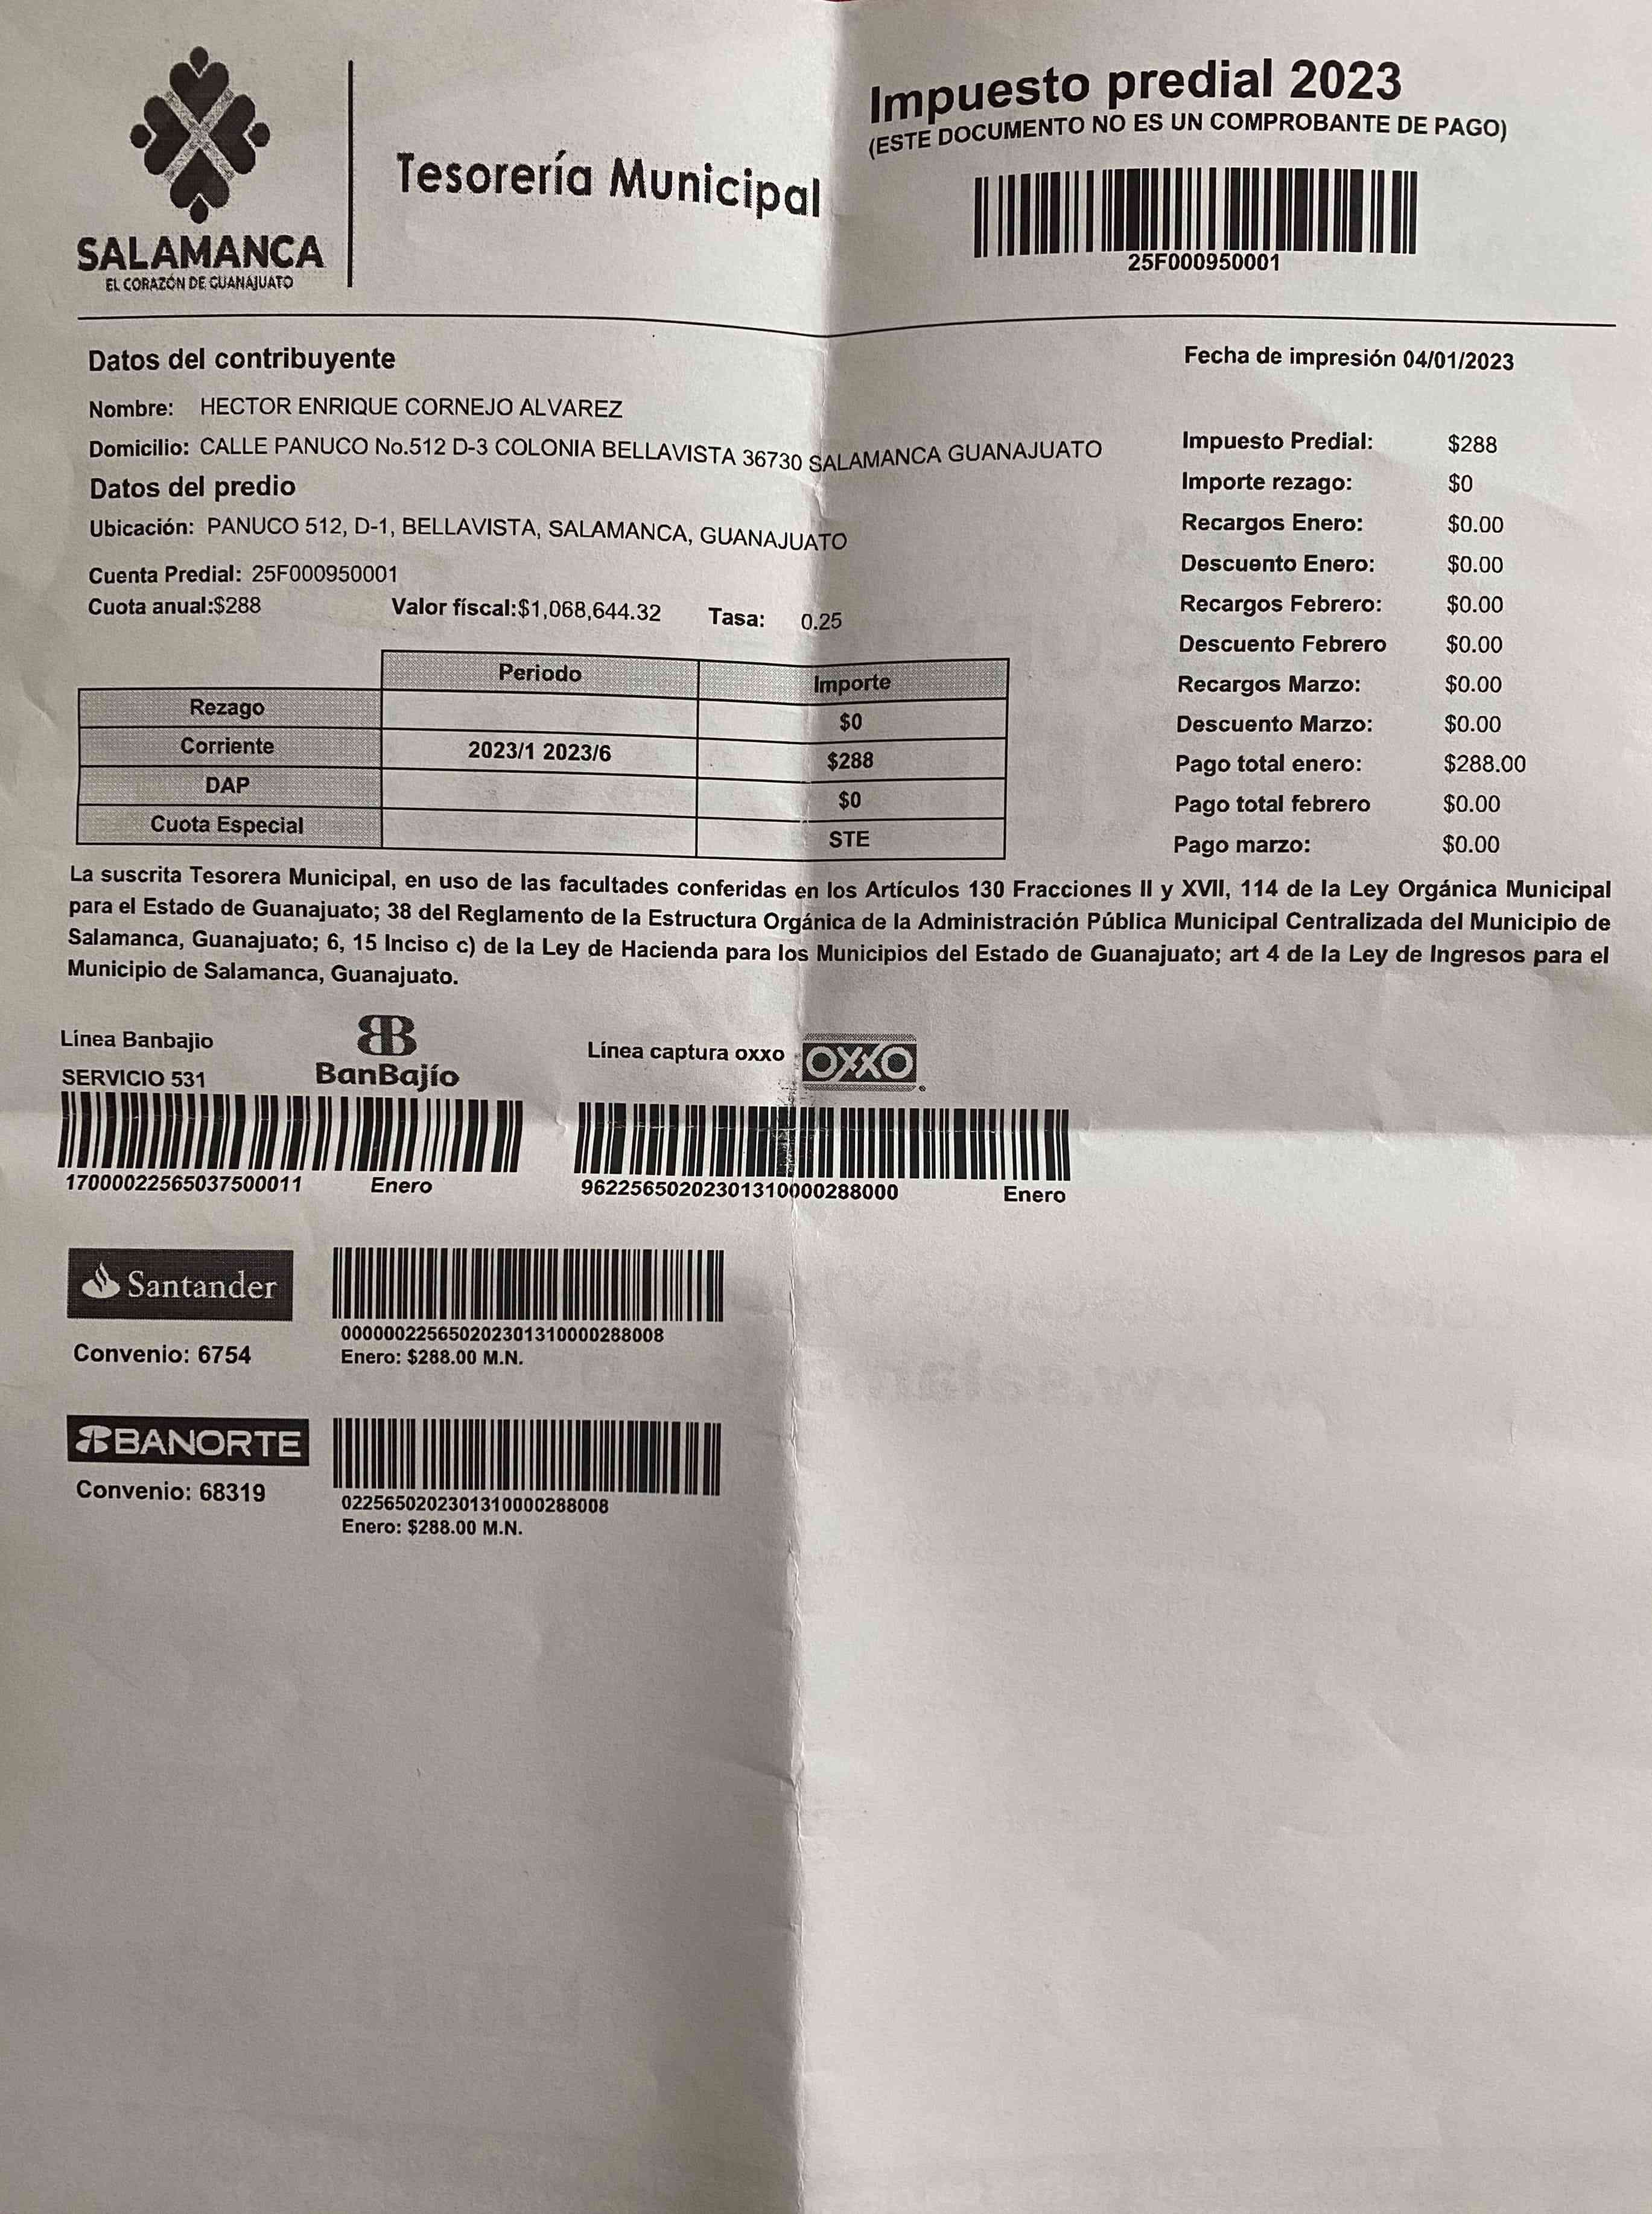 Impuesto predial 2023
(ESTE DOCUMENTO NO ES UN COMPROBANTE DE PAGO)
Tesorería Municipal
SALAMANCA
EL CORAZÓN DE GUANAJUATO
25F000950001
Datos del contribuyente
Fecha de impresión 04/01/2023
Nombre: HECTOR ENRIQUE CORNEJO ALVAREZ
Domicilio: CALLE PANUCO No.512 D-3 COLONIA BELLAVISTA 36730 SALAMANCA GUANAJUATO
Datos del predio
Ubicación: PANUCO 512, D-1, BELLAVISTA, SALAMANCA, GUANAJUATO
Cuenta Predial: 25F000950001
Cuota anual:$288 Valor físcal:$1,068,644.32 Tasa: 0.25
Impuesto Predial: $288
Importe rezago: $0
Recargos Enero: $0.00
Descuento Enero: $0.00
Recargos Febrero: $0.00
Descuento Febrero $0.00
Recargos Marzo: $0.00
Descuento Marzo: $0.00
Pago total enero: $288.00
Pago total febrero $0.00
Pago marzo: $0.00
Periodo Importe
Rezago $0
Corriente 2023/1 2023/6 $288
DAP $0
Cuota Especial STE
La suscrita Tesorera Municipal, en uso de las facultades conferidas en los Artículos 130 Fracciones II y XVII, 114 de la Ley Orgánica Municipal
para el Estado de Guanajuato; 38 del Reglamento de la Estructura Orgánica de la Administración Pública Municipal Centralizada del Municipio de
Salamanca, Guanajuato; 6, 15 Inciso c) de la Ley de Hacienda para los Municipios del Estado de Guanajuato; art 4 de la Ley de Ingresos para el
Municipio de Salamanca, Guanajuato.
Línea Banbajio
SERVICIO 531
BanBajío
Línea captura oxxo OXXO
17000022565037500011 Enero
96225650202301310000288000 Enero
Santander
Convenio: 6754
000000225650202301310000288008
Enero: $288.00 M.N.
BANORTE
Convenio: 68319
0225650202301310000288008
Enero: $288.00 M.N.